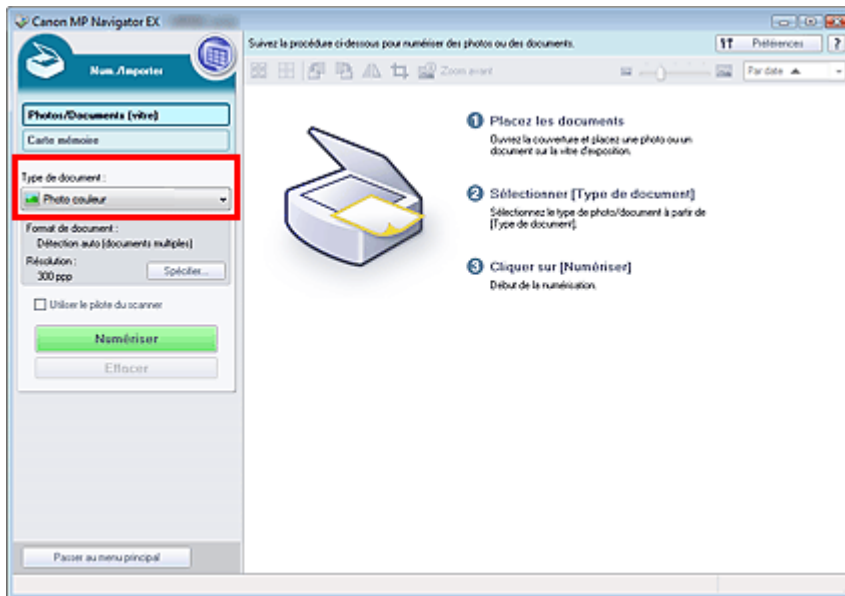 Canon MP Navigator EX
Num./Importer
Suivez la procédure ci-dessous pour numériser des photos ou des documents.
Préférences
?
Zoom avant
Par date
Photos/Documents (vitre)
Carte mémoire
Type de document :
Photo couleur
Format de document :
Détection auto (documents multiples)
Résolution :
300 ppp
Spécifier...
Utiliser le pilote du scanner
Numériser
Effacer
Passer au menu principal
1 Placez les documents
Ouvrez la couverture et placez une photo ou un
document sur la vitre d'exposition.
2 Sélectionner [Type de document]
Sélectionnez le type de photo/document à partir de
[Type de document].
3 Cliquer sur [Numériser]
Début de la numérisation.